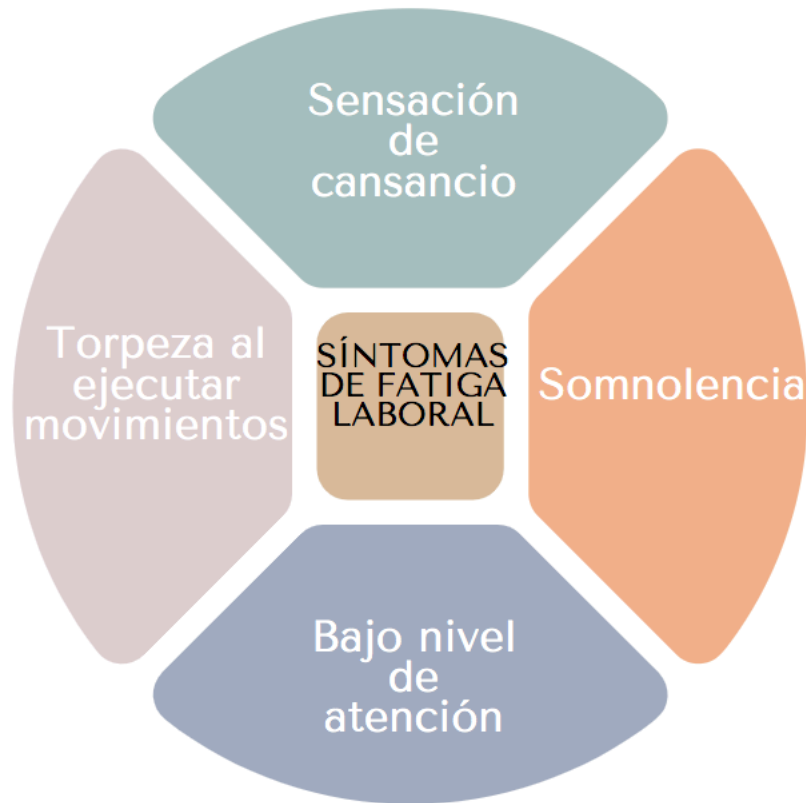 Sensación
de
cansancio
Torpeza al
ejecutar
movimientos
SÍNTOMAS
DE FATIGA
LABORAL
Somnolencia
Bajo nivel
de
atención